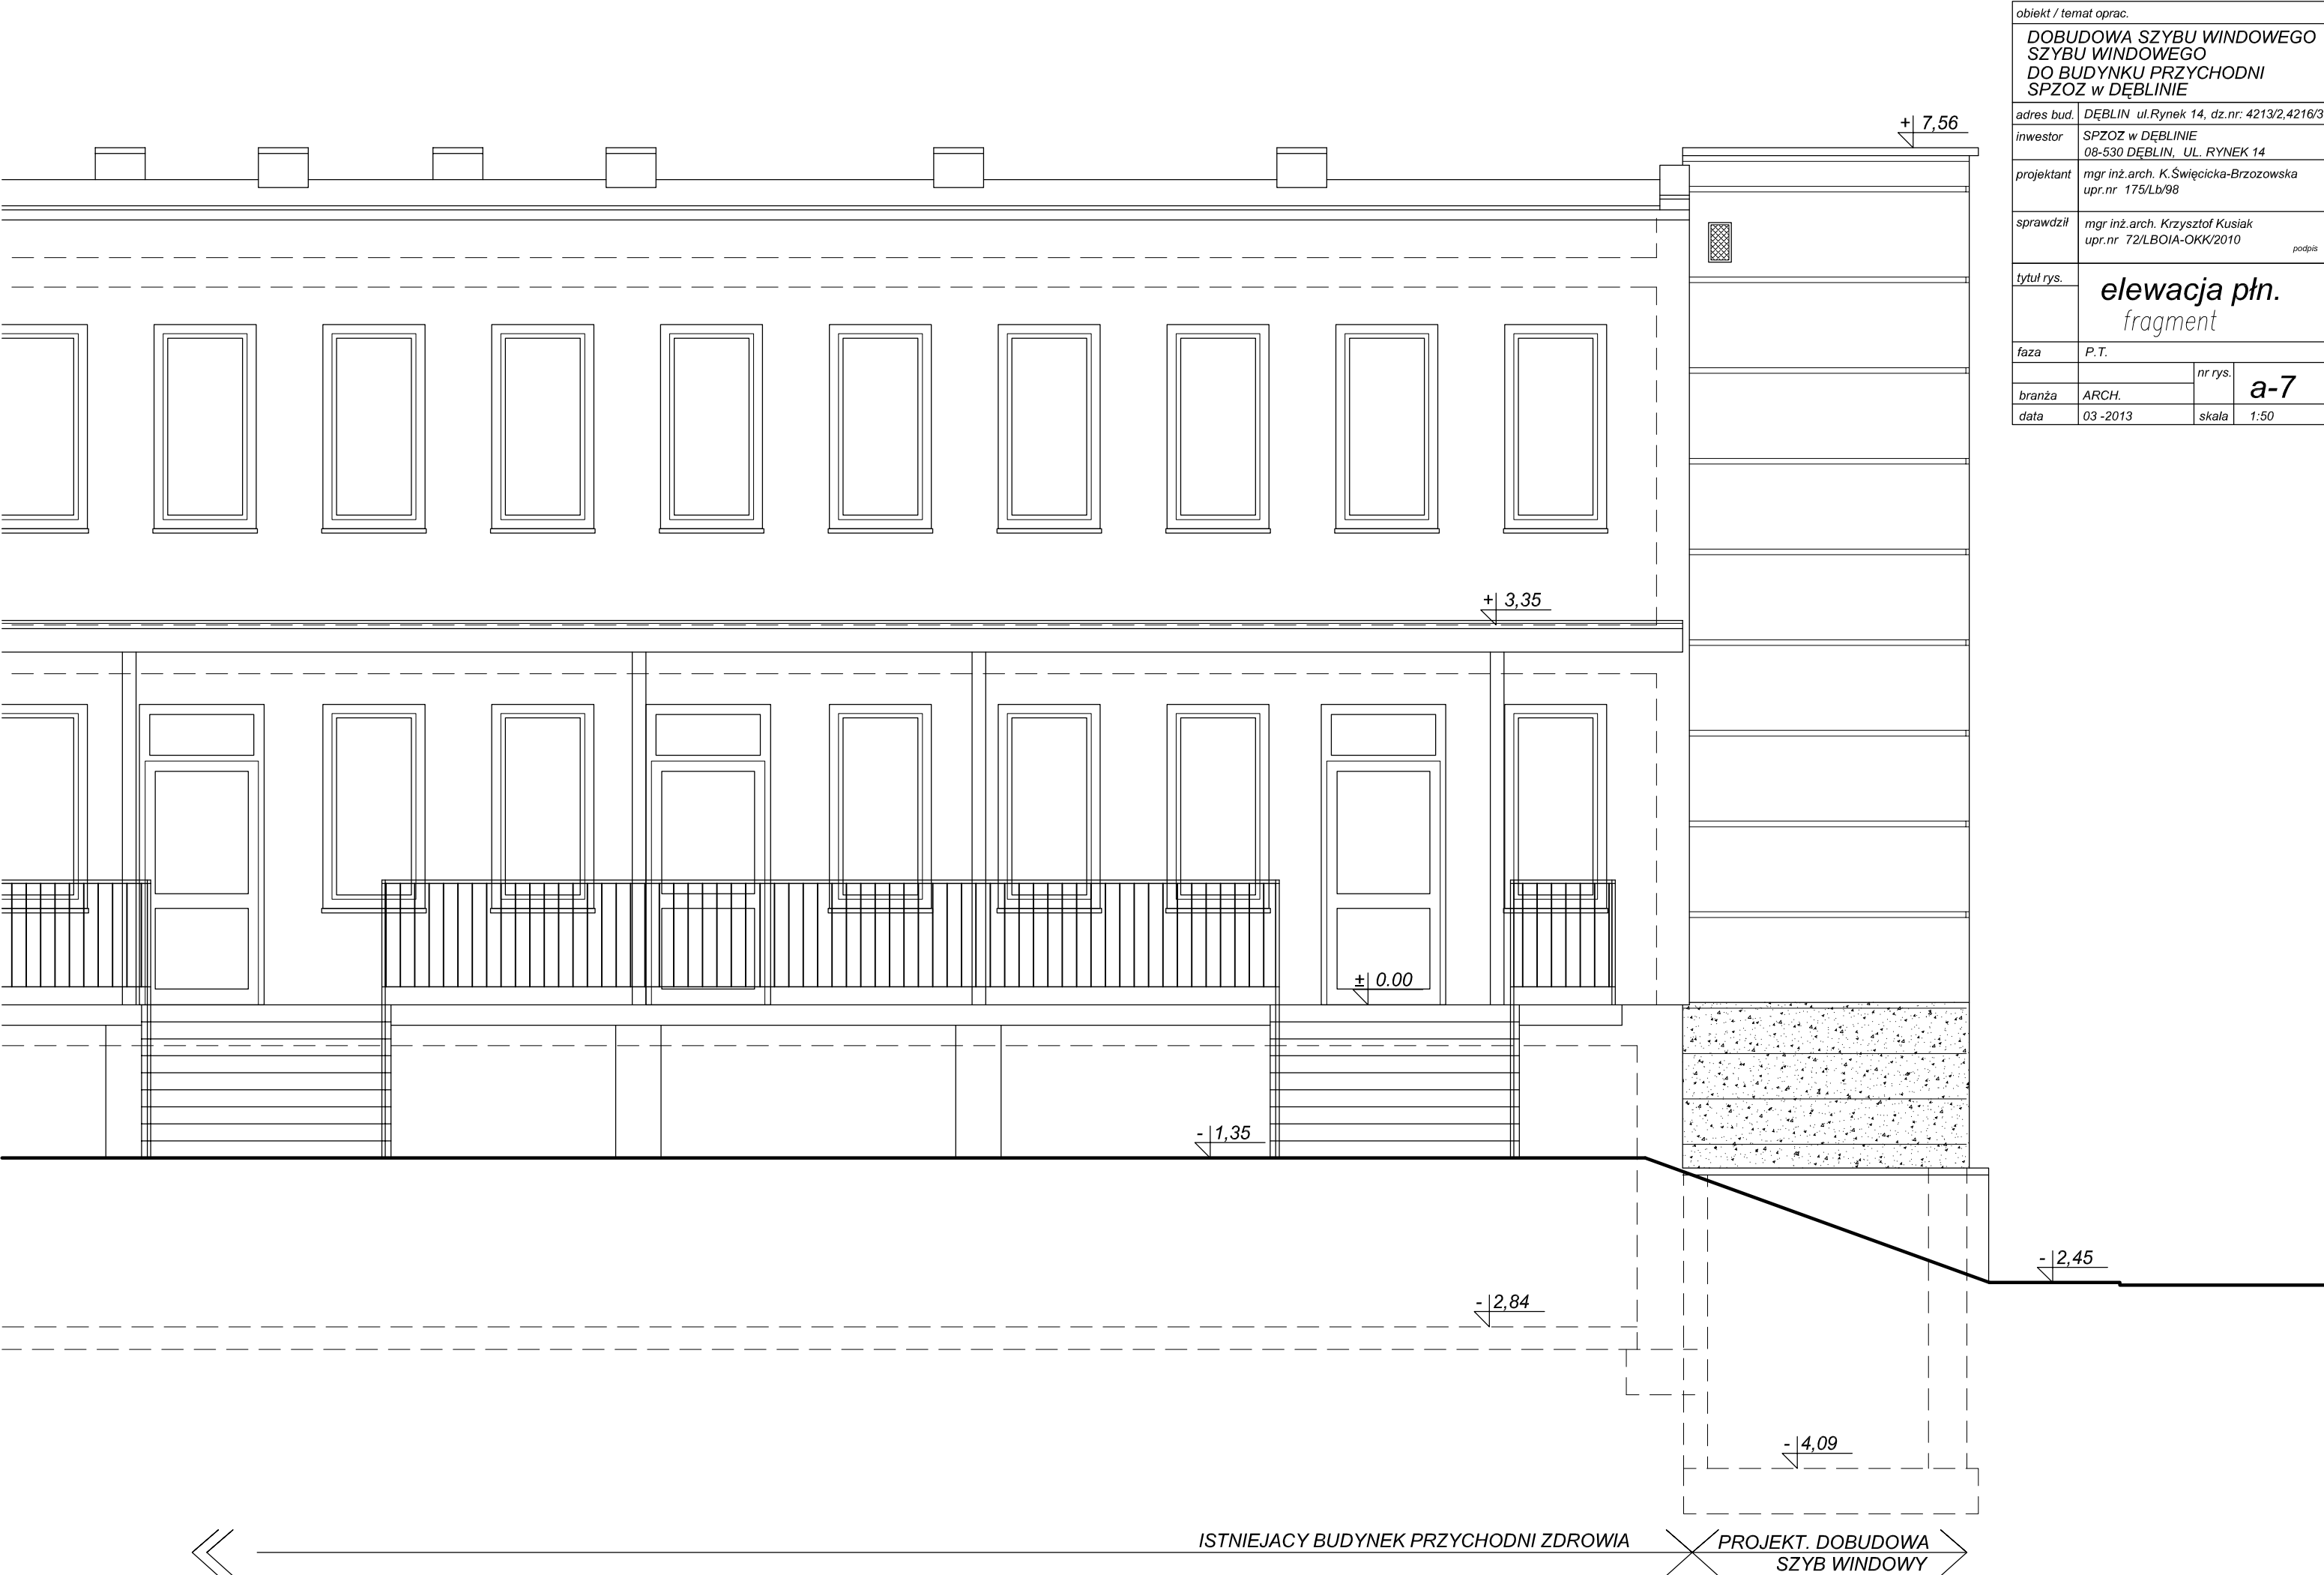 obiekt / temat oprac.
DOBUDOWA SZYBU WINDOWEGO
SZYBU WINDOWEGO
DO BUDYNKU PRZYCHODNI
SPZOZ w DĘBLINIE
adres bud. DĘBLIN ul.Rynek 14, dz.nr: 4213/2,4216/3
inwestor SPZOZ w DĘBLINIE
08-530 DĘBLIN, UL. RYNEK 14
projektant mgr inż.arch. K.Święcicka-Brzozowska
upr.nr 175/Lb/98
sprawdził mgr inż.arch. Krzysztof Kusiak
upr.nr 72/LBOIA-OKK/2010
podpis
tytuł rys. elewacja płn.
fragment
faza P.T.
nr rys. a-7
branża ARCH.
data 03 -2013 skala 1:50
+ 7,56
+ 3,35
± 0.00
- 1,35
- 2,45
- 2,84
- 4,09
ISTNIEJACY BUDYNEK PRZYCHODNI ZDROWIA
PROJEKT. DOBUDOWA
SZYB WINDOWY